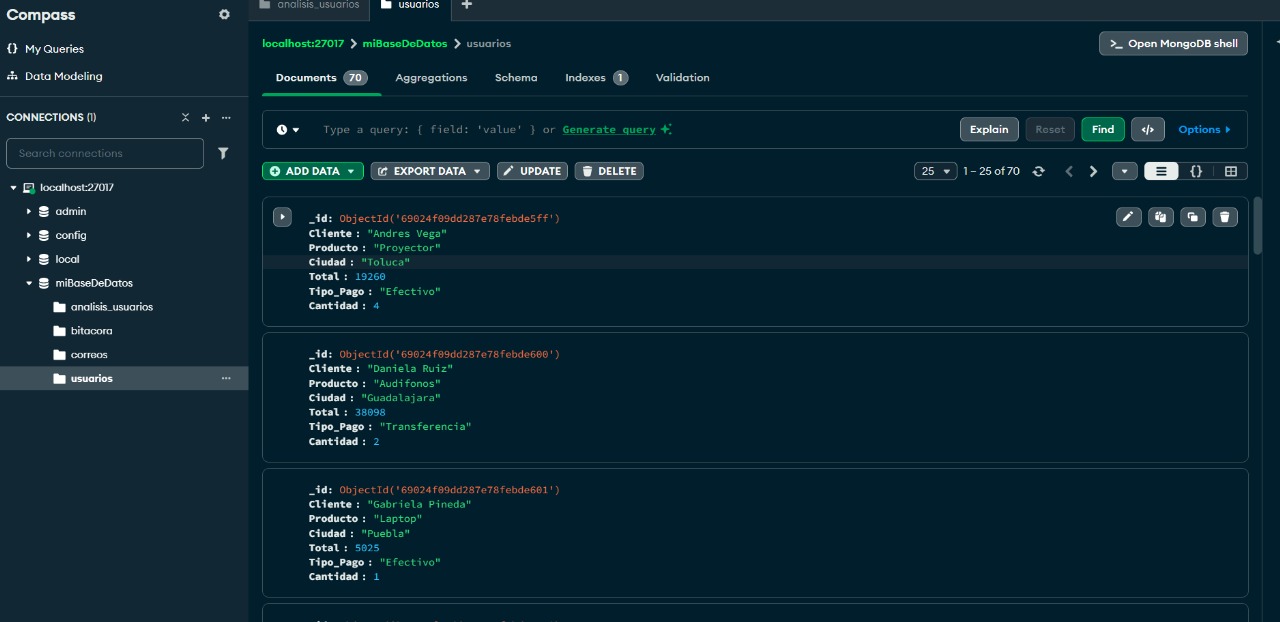 Compass
analisis_usuarios
usuarios
My Queries
Data Modeling
CONNECTIONS (1)
Search connections
localhost:27017
admin
config
local
miBaseDeDatos
analisis_usuarios
bitacora
correos
usuarios
localhost:27017 > miBaseDeDatos > usuarios
>_ Open MongoDB shell
Documents 70 Aggregations Schema Indexes 1 Validation
Type a query: { field: 'value' } or Generate query
Explain Reset Find </> Options
ADD DATA EXPORT DATA UPDATE DELETE
25 1 – 25 of 70 {}
_id: ObjectId('69024f09dd287e78febde5ff')
Cliente : "Andres Vega"
Producto : "Proyector"
Ciudad : "Toluca"
Total : 19260
Tipo_Pago : "Efectivo"
Cantidad : 4
_id: ObjectId('69024f09dd287e78febde600')
Cliente : "Daniela Ruiz"
Producto : "Audifonos"
Ciudad : "Guadalajara"
Total : 38098
Tipo_Pago : "Transferencia"
Cantidad : 2
_id: ObjectId('69024f09dd287e78febde601')
Cliente : "Gabriela Pineda"
Producto : "Laptop"
Ciudad : "Puebla"
Total : 5025
Tipo_Pago : "Efectivo"
Cantidad : 1